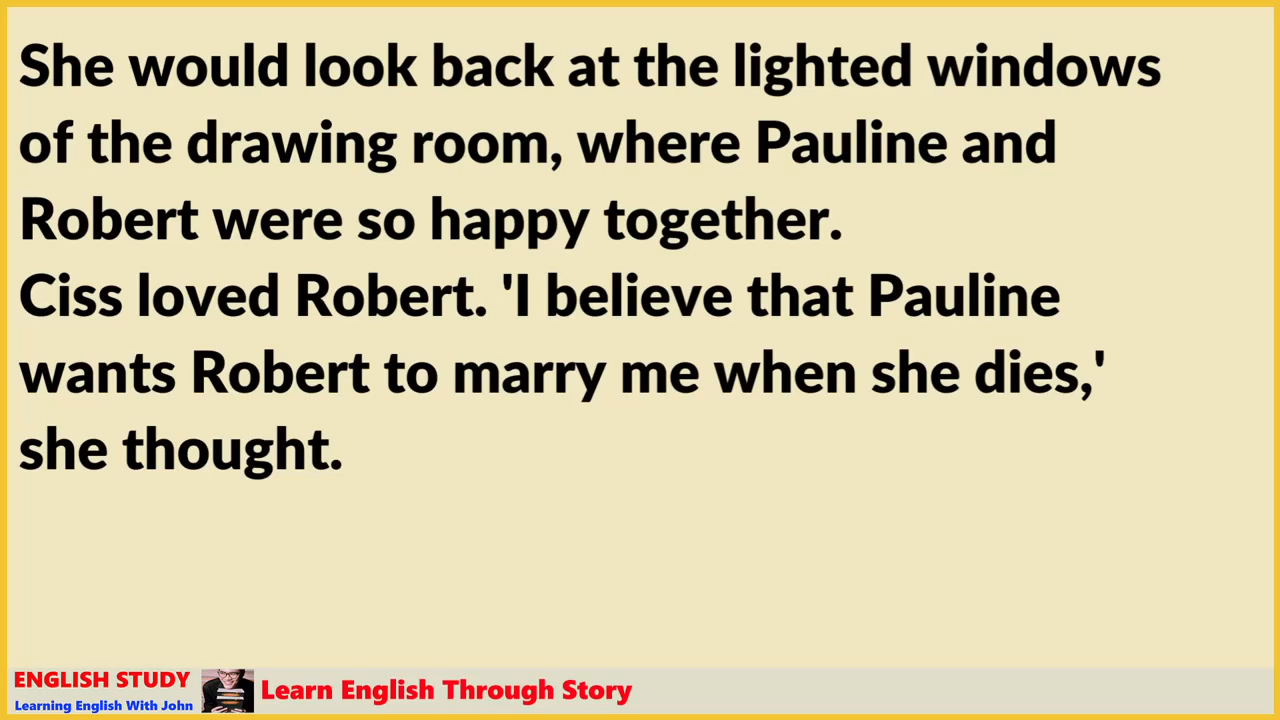 She would look back at the lighted windows
of the drawing room, where Pauline and
Robert were so happy together.
Ciss loved Robert. 'I believe that Pauline
wants Robert to marry me when she dies,'
she thought.
ENGLISH STUDY
Learning English With John
Learn English Through Story